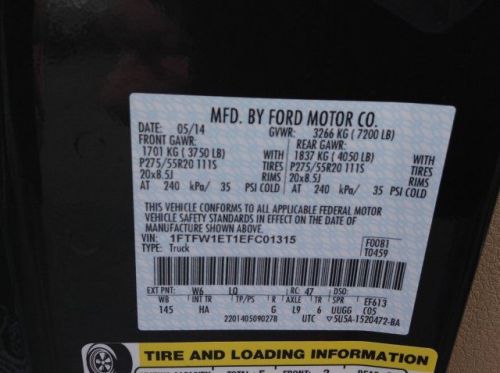 MFD. BY FORD MOTOR CO.
DATE: 05/14 GVWR: 3266 KG ( 7200 LB)
FRONT GAWR: REAR GAWR:
1701 KG ( 3750 LB) WITH 1837 KG ( 4050 LB) WITH
P275/55R20 111S TIRES P275/55R20 111S TIRES
20x8.5J RIMS 20x8.5J RIMS
AT 240 kPa/ 35 PSI COLD AT 240 kPa/ 35 PSI COLD
THIS VEHICLE CONFORMS TO ALL APPLICABLE FEDERAL MOTOR
VEHICLE SAFETY STANDARDS IN EFFECT ON THE DATE OF
MANUFACTURE SHOWN ABOVE.
VIN: 1FTFW1ET1EFC01315 F0081
TYPE: Truck T0459
EXT PNT: W6 LQ RC: 47 DSO:
WB INT TR TP/PS R AXLE TR SPR EF613
145 HA G L9 6 UUGG C05
2201405090278 UTC 5U5A-1520472-BA
TIRE AND LOADING INFORMATION